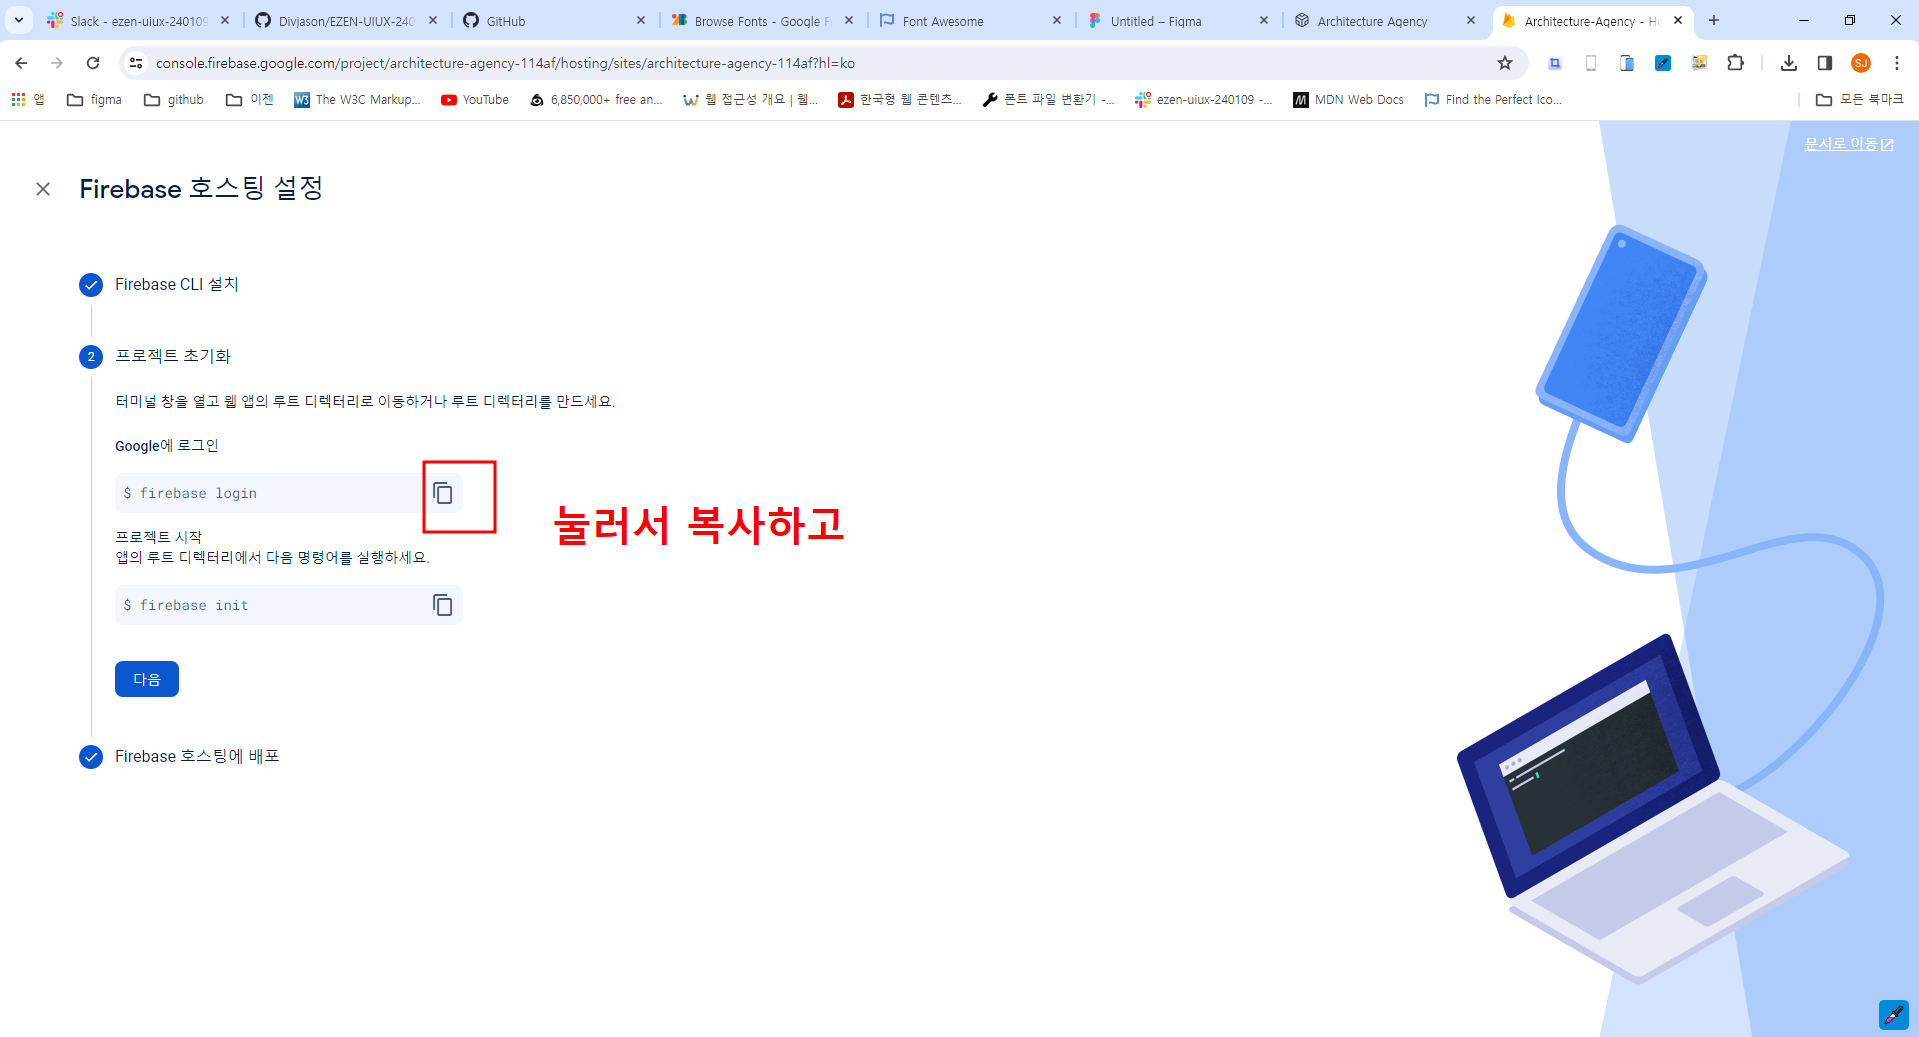 Slack - ezen-uiux-240109
Divjason/EZEN-UIUX-240
GitHub
Browse Fonts - Google F
Font Awesome
Untitled – Figma
Architecture Agency
Architecture-Agency - Ho
console.firebase.google.com/project/architecture-agency-114af/hosting/sites/architecture-agency-114af?hl=ko
SJ
앱
figma
github
이젠
W3
The W3C Markup...
YouTube
6,850,000+ free an...
웹 접근성 개요 | 웹...
한국형 웹 콘텐츠...
폰트 파일 변환기 -...
ezen-uiux-240109 -...
M
MDN Web Docs
Find the Perfect Ico...
모든 북마크
문서로 이동
Firebase 호스팅 설정
Firebase CLI 설치
2 프로젝트 초기화
터미널 창을 열고 웹 앱의 루트 디렉터리로 이동하거나 루트 디렉터리를 만드세요.
Google에 로그인
$ firebase login
눌러서 복사하고
프로젝트 시작
앱의 루트 디렉터리에서 다음 명령어를 실행하세요.
$ firebase init
다음
Firebase 호스팅에 배포